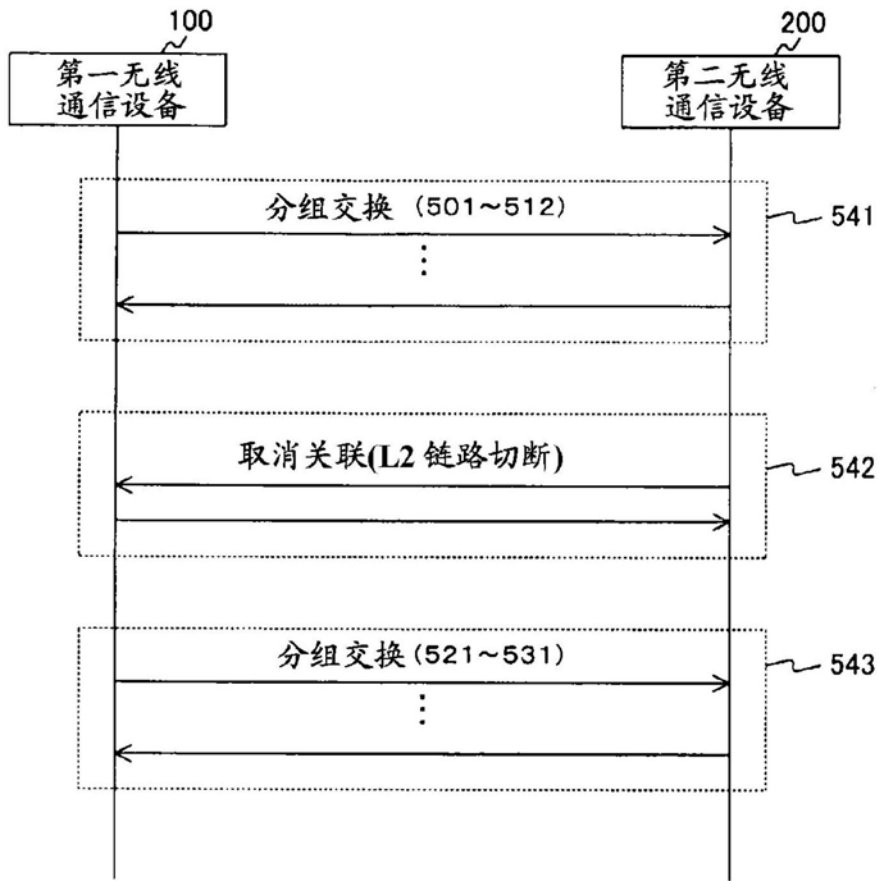 100
200
第一无线
通信设备
第二无线
通信设备
分组交换 (501~512)
541
取消关联(L2 链路切断)
542
分组交换(521~531)
543